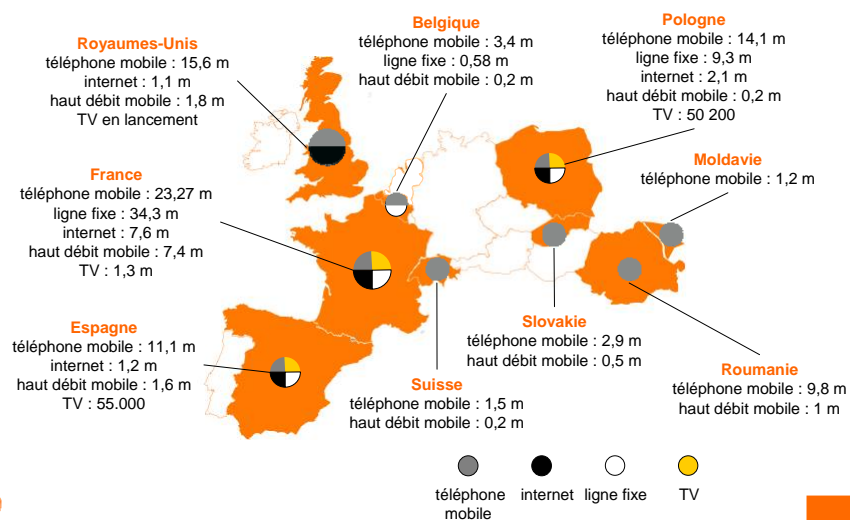 Royaumes-Unis
téléphone mobile : 15,6 m
internet : 1,1 m
haut débit mobile : 1,8 m
TV en lancement
Belgique
téléphone mobile : 3,4 m
ligne fixe : 0,58 m
haut débit mobile : 0,2 m
Pologne
téléphone mobile : 14,1 m
ligne fixe : 9,3 m
internet : 2,1 m
haut débit mobile : 0,2 m
TV : 50 200
France
téléphone mobile : 23,27 m
ligne fixe : 34,3 m
internet : 7,6 m
haut débit mobile : 7,4 m
TV : 1,3 m
Moldavie
téléphone mobile : 1,2 m
Espagne
téléphone mobile : 11,1 m
internet : 1,2 m
haut débit mobile : 1,6 m
TV : 55.000
Suisse
téléphone mobile : 1,5 m
haut débit mobile : 0,2 m
Slovakie
téléphone mobile : 2,9 m
haut débit mobile : 0,5 m
Roumanie
téléphone mobile : 9,8 m
haut débit mobile : 1 m
téléphone
mobile
internet
ligne fixe
TV